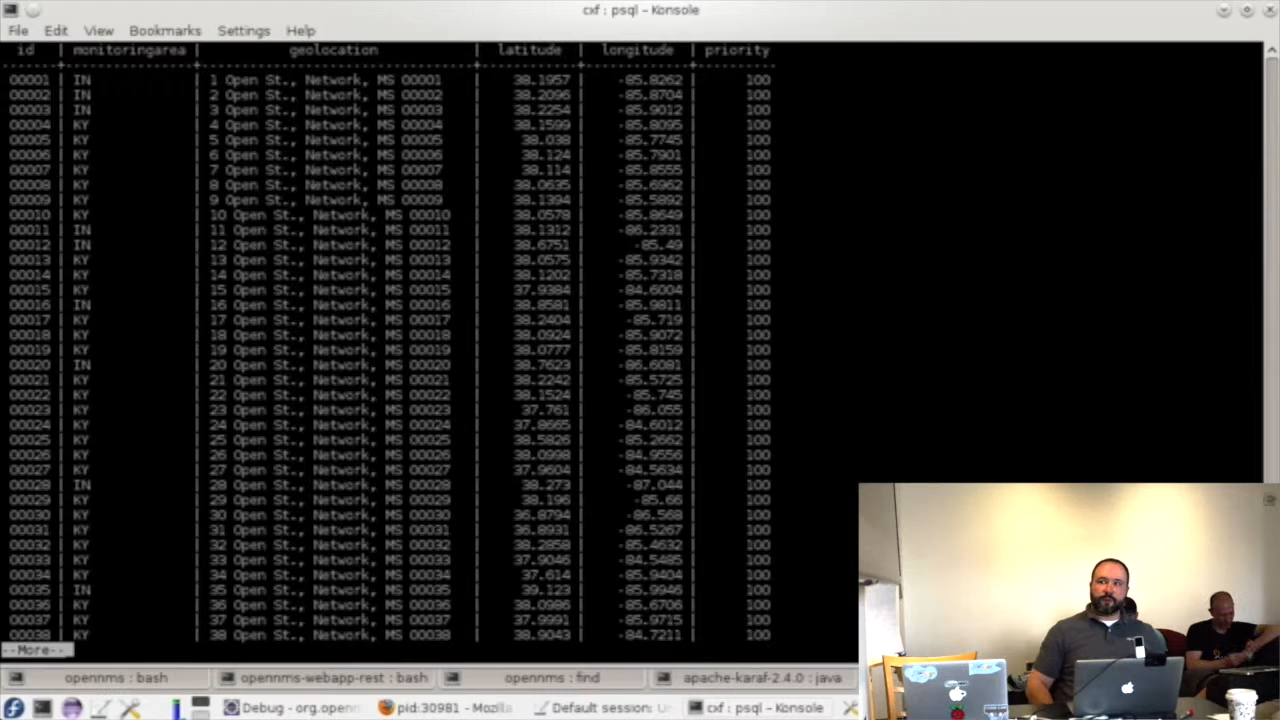 cxf : psql – Konsole
File Edit View Bookmarks Settings Help
id | monitoringarea | geolocation | latitude | longitude | priority
00001 | IN | 1 Open St., Network, MS 00001 | 38.1957 | -85.8262 | 100
00002 | IN | 2 Open St., Network, MS 00002 | 38.2096 | -85.8704 | 100
00003 | IN | 3 Open St., Network, MS 00003 | 38.2254 | -85.9012 | 100
00004 | KY | 4 Open St., Network, MS 00004 | 38.1599 | -85.8095 | 100
00005 | KY | 5 Open St., Network, MS 00005 | 38.038 | -85.7745 | 100
00006 | KY | 6 Open St., Network, MS 00006 | 38.124 | -85.7901 | 100
00007 | KY | 7 Open St., Network, MS 00007 | 38.114 | -85.8555 | 100
00008 | KY | 8 Open St., Network, MS 00008 | 38.0635 | -85.6962 | 100
00009 | KY | 9 Open St., Network, MS 00009 | 38.1394 | -85.5892 | 100
00010 | KY | 10 Open St., Network, MS 00010 | 38.0578 | -85.8649 | 100
00011 | IN | 11 Open St., Network, MS 00011 | 38.1312 | -86.2331 | 100
00012 | IN | 12 Open St., Network, MS 00012 | 38.6751 | -85.49 | 100
00013 | KY | 13 Open St., Network, MS 00013 | 38.0575 | -85.9342 | 100
00014 | KY | 14 Open St., Network, MS 00014 | 38.1202 | -85.7318 | 100
00015 | KY | 15 Open St., Network, MS 00015 | 37.9384 | -84.6004 | 100
00016 | IN | 16 Open St., Network, MS 00016 | 38.8581 | -85.9811 | 100
00017 | KY | 17 Open St., Network, MS 00017 | 38.2404 | -85.719 | 100
00018 | KY | 18 Open St., Network, MS 00018 | 38.0924 | -85.9072 | 100
00019 | KY | 19 Open St., Network, MS 00019 | 38.0777 | -85.8159 | 100
00020 | IN | 20 Open St., Network, MS 00020 | 38.7623 | -86.6081 | 100
00021 | KY | 21 Open St., Network, MS 00021 | 38.2242 | -85.5725 | 100
00022 | KY | 22 Open St., Network, MS 00022 | 38.1524 | -85.745 | 100
00023 | KY | 23 Open St., Network, MS 00023 | 37.761 | -86.055 | 100
00024 | KY | 24 Open St., Network, MS 00024 | 37.8665 | -84.6012 | 100
00025 | KY | 25 Open St., Network, MS 00025 | 38.5826 | -85.2662 | 100
00026 | KY | 26 Open St., Network, MS 00026 | 38.0998 | -84.9556 | 100
00027 | KY | 27 Open St., Network, MS 00027 | 37.9604 | -84.5634 | 100
00028 | IN | 28 Open St., Network, MS 00028 | 38.273 | -87.044 | 100
00029 | KY | 29 Open St., Network, MS 00029 | 38.196 | -85.66 | 100
00030 | KY | 30 Open St., Network, MS 00030 | 36.8794 | -86.568 | 100
00031 | KY | 31 Open St., Network, MS 00031 | 36.8931 | -86.5267 | 100
00032 | KY | 32 Open St., Network, MS 00032 | 38.2858 | -85.4632 | 100
00033 | KY | 33 Open St., Network, MS 00033 | 37.9046 | -84.5485 | 100
00034 | KY | 34 Open St., Network, MS 00034 | 37.614 | -85.9404 | 100
00035 | IN | 35 Open St., Network, MS 00035 | 39.123 | -85.9946 | 100
00036 | KY | 36 Open St., Network, MS 00036 | 38.0986 | -85.6706 | 100
00037 | KY | 37 Open St., Network, MS 00037 | 37.9991 | -85.9715 | 100
00038 | KY | 38 Open St., Network, MS 00038 | 38.9043 | -84.7211 | 100
--More--
opennms : bash opennms-webapp-rest : bash opennms : find apache-karaf-2.4.0 : java
Debug - org.openn pid:30981 - Mozilla Default session: cxf : psql – Konsole